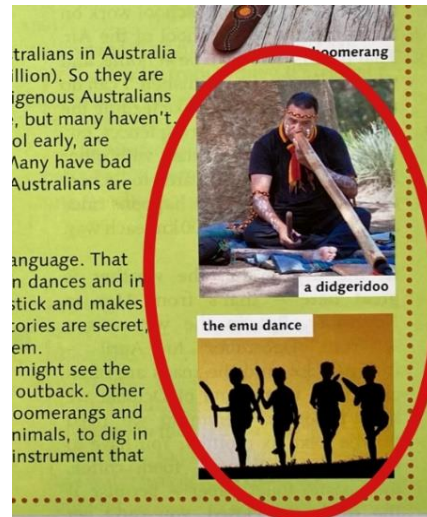 boomerang
tralians in Australia
illion). So they are
igenous Australians
, but many haven't.
ol early, are
Many have bad
Australians are
anguage. That
n dances and in
stick and makes
tories are secret,
em.
might see the
outback. Other
oomerangs and
nimals, to dig in
instrument that
a didgeridoo
the emu dance